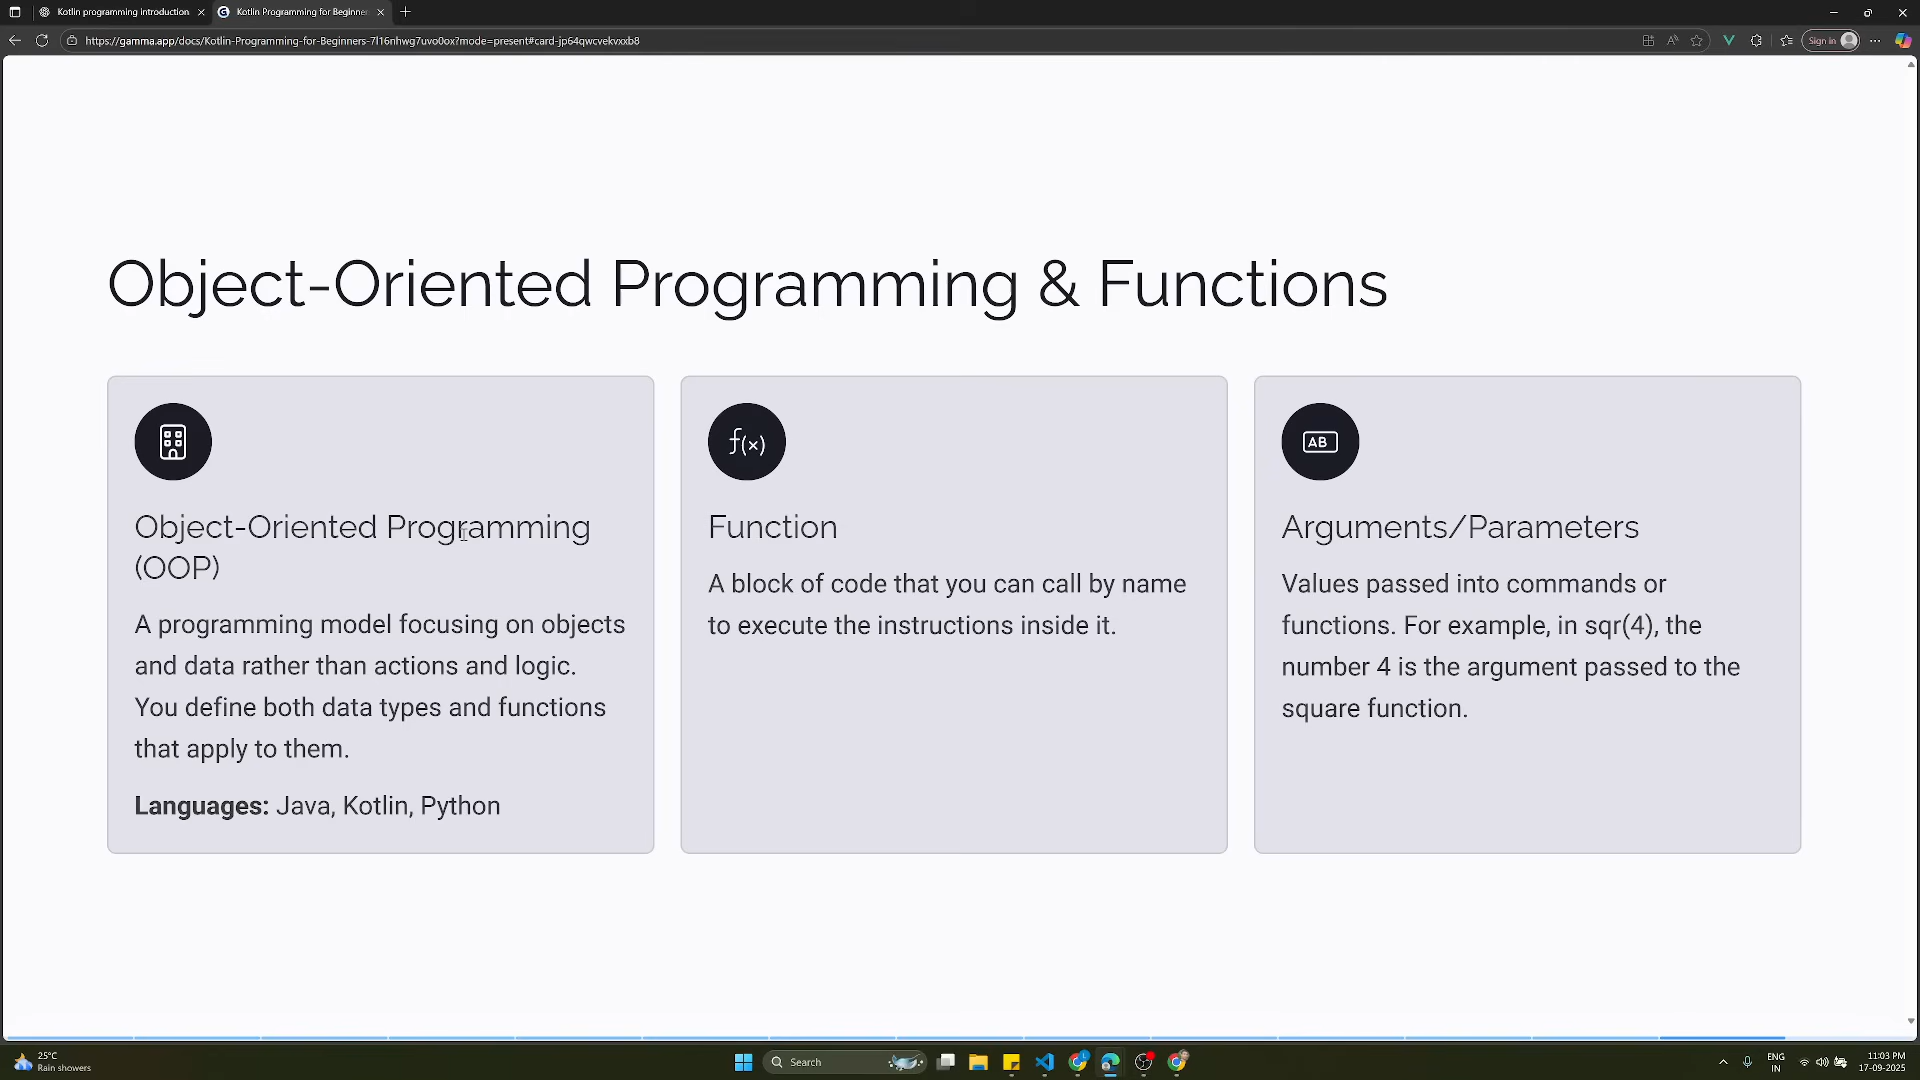 Kotlin programming introduction
Kotlin Programming for Beginne
https://gamma.app/docs/Kotlin-Programming-for-Beginners-7l16nhwg7uvo0ox?mode=present#card-jp64qwcvekvxxb8
Sign in
Object-Oriented Programming & Functions
f(x)
AB
Object-Oriented Programming
(OOP)
A programming model focusing on objects
and data rather than actions and logic.
You define both data types and functions
that apply to them.
Languages: Java, Kotlin, Python
Function
A block of code that you can call by name
to execute the instructions inside it.
Arguments/Parameters
Values passed into commands or
functions. For example, in sqr(4), the
number 4 is the argument passed to the
square function.
25°C
Rain showers
Search
ENG
IN
11:03 PM
17-09-2025